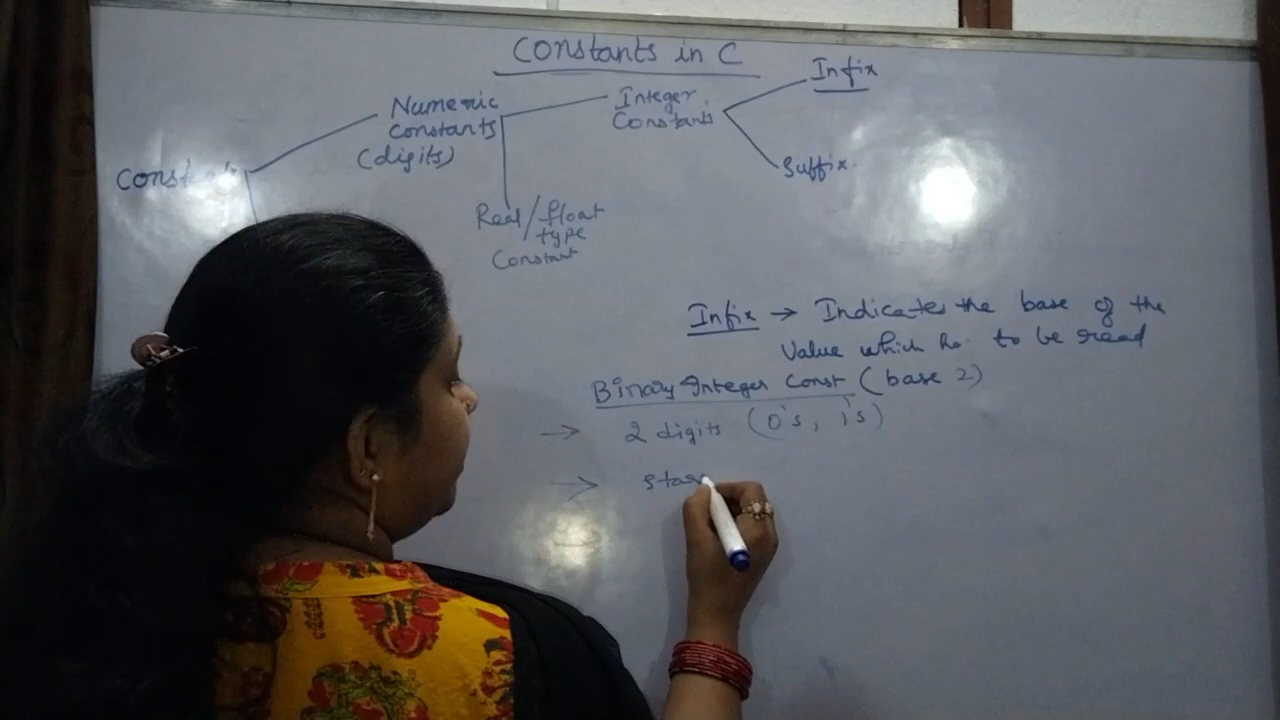 Constants in C
Infix
Numeric
constants
(digits)
Integer
Constants
Suffix
Real/float
type
Constant
Infix → Indicates the base of the
Value which to be read
Binary Integer Const (base 2)
→ 2 digits (0's, 1's)
→ star